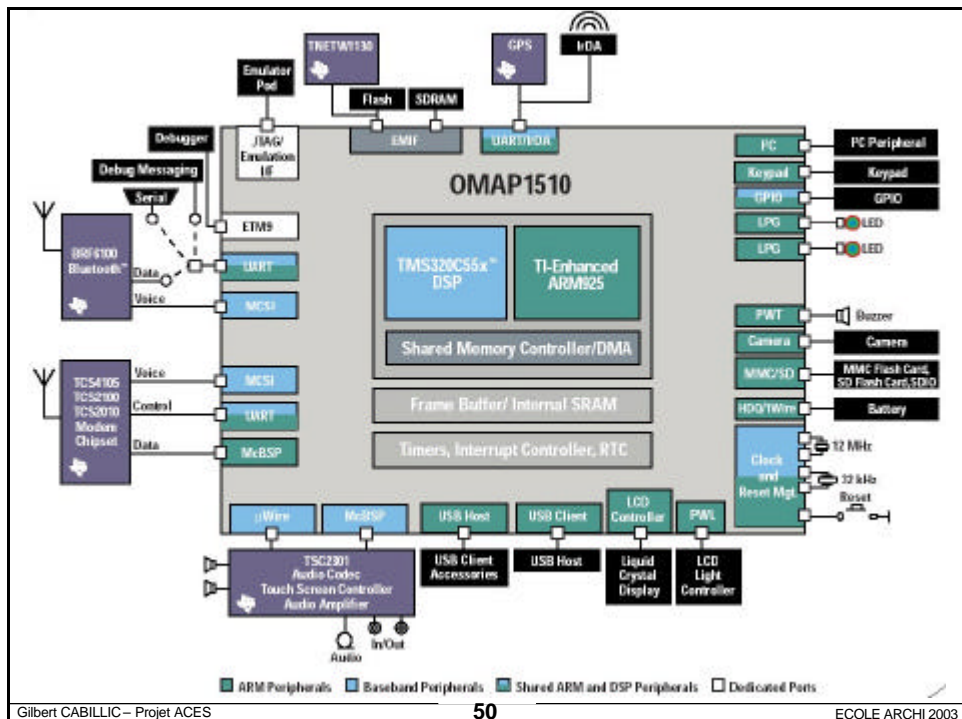 TNETW1130
GPS
IrDA
Emulator
Pod
Flash
SDRAM
Debugger
JTAG/
Emulation
I/F
EMIF
UART/IrDA
Debug Messaging
Serial
OMAP1510
I²C
I²C Peripheral
Keypad
Keypad
GPIO
GPIO
LPG
LED
LPG
LED
ETM9
BRF6100
Bluetooth™
Data
UART
Voice
MCSI
TMS320C55x™
DSP
TI-Enhanced
ARM925
Shared Memory Controller/DMA
PWT
Buzzer
Camera
Camera
MMC/SD
MMC Flash Card,
SD Flash Card,SDIO
HDQ/1Wire
Battery
TCS4105
TCS2100
TCS2010
Modem
Chipset
Voice
MCSI
Control
UART
Data
McBSP
Frame Buffer/ Internal SRAM
Timers, Interrupt Controller, RTC
Clock
and
Reset Mgt.
12 MHz
32 kHz
Reset
µWire
McBSP
USB Host
USB Client
LCD
Controller
PWL
TSC2301
Audio Codec
Touch Screen Controller
Audio Amplifier
USB Client
Accessories
USB Host
Liquid
Crystal
Display
LCD
Light
Controller
In/Out
Audio
ARM Peripherals
Baseband Peripherals
Shared ARM and DSP Peripherals
Dedicated Ports
Gilbert CABILLIC – Projet ACES
50
ECOLE ARCHI 2003